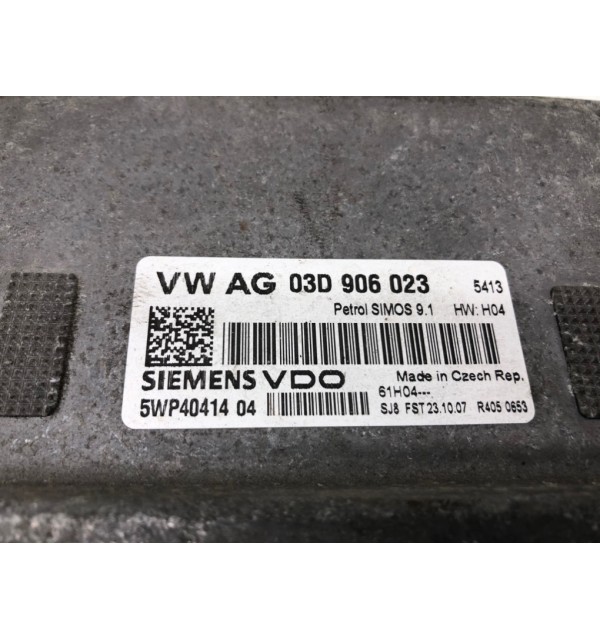 VW AG 03D 906 023 5413
Petrol SIMOS 9.1 HW: H04
SIEMENS VDO Made in Czech Rep.
5WP40414 04 61H04---
SJ8 FST 23.10.07 R405 0653